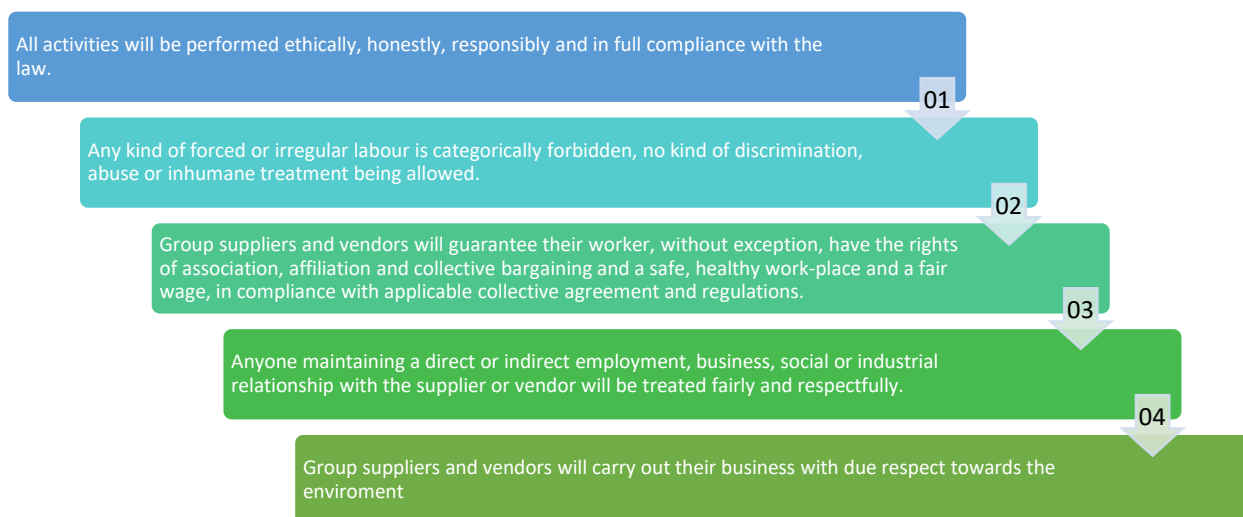 All activities will be performed ethically, honestly, responsibly and in full compliance with the
law.
01
Any kind of forced or irregular labour is categorically forbidden, no kind of discrimination,
abuse or inhumane treatment being allowed.
02
Group suppliers and vendors will guarantee their worker, without exception, have the rights
of association, affiliation and collective bargaining and a safe, healthy work-place and a fair
wage, in compliance with applicable collective agreement and regulations.
03
Anyone maintaining a direct or indirect employment, business, social or industrial
relationship with the supplier or vendor will be treated fairly and respectfully.
04
Group suppliers and vendors will carry out their business with due respect towards the
enviroment